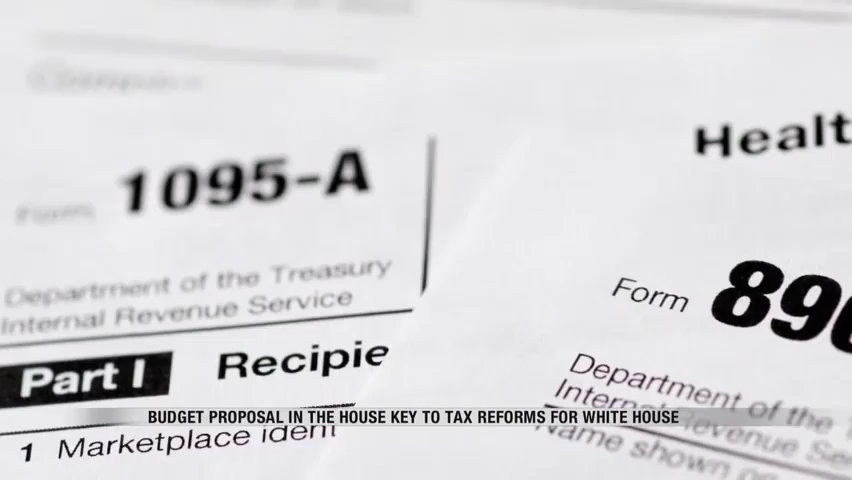 Form 1095-A
Department of the Treasury
Internal Revenue Service
Part I Recipie
1 Marketplace ident
Healt
Form 896
Department of the
Internal Revenue Se
Name shown on
BUDGET PROPOSAL IN THE HOUSE KEY TO TAX REFORMS FOR WHITE HOUSE